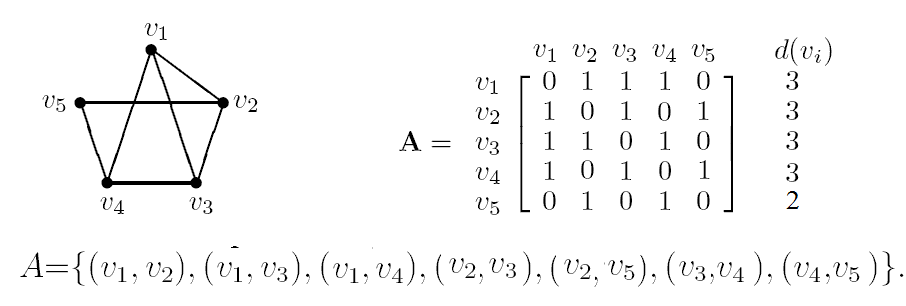 v1
v5 v2
v4 v3
v1 v2 v3 v4 v5 d(vi)
v1 0 1 1 1 0 3
v2 1 0 1 0 1 3
A = v3 1 1 0 1 0 3
v4 1 0 1 0 1 3
v5 0 1 0 1 0 2
A={(v1, v2), (v1, v3), (v1, v4), (v2,v3), (v2, v5), (v3,v4 ), (v4,v5 )}.